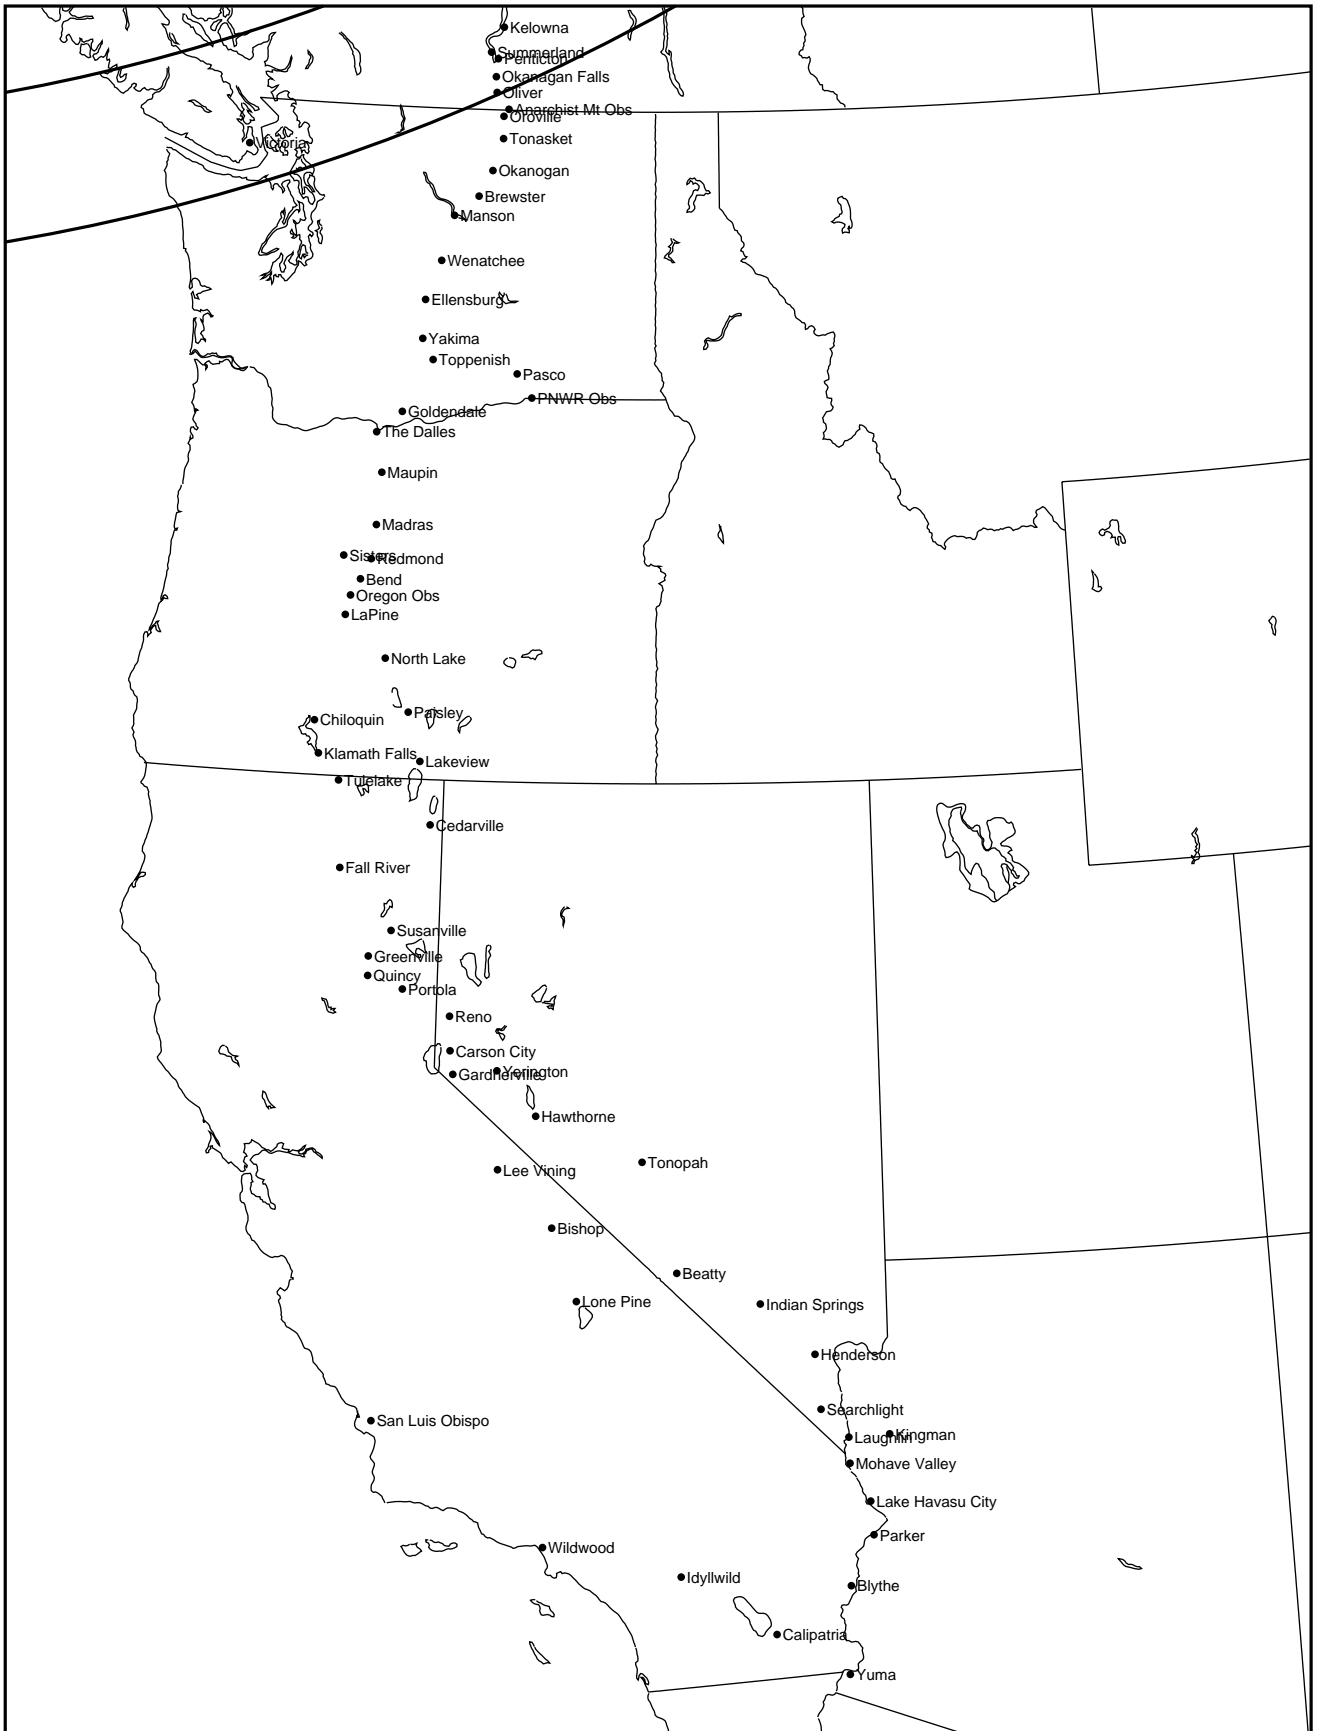 Kelowna
Summerland
Penticton
Okanagan Falls
Oliver
Anarchist Mt Obs
Oroville
Tonasket
Victoria
Okanogan
Brewster
Manson
Wenatchee
Ellensburg
Yakima
Toppenish
Pasco
PNWR Obs
Goldendale
The Dalles
Maupin
Madras
Sisters
Redmond
Bend
Oregon Obs
LaPine
North Lake
Paisley
Chiloquin
Klamath Falls
Lakeview
Tulelake
Cedarville
Fall River
Susanville
Greenville
Quincy
Portola
Reno
Carson City
Yerington
Gardnerville
Hawthorne
Tonopah
Lee Vining
Bishop
Beatty
Lone Pine
Indian Springs
Henderson
Searchlight
San Luis Obispo
Kingman
Laughlin
Mohave Valley
Lake Havasu City
Parker
Wildwood
Idyllwild
Blythe
Calipatria
Yuma